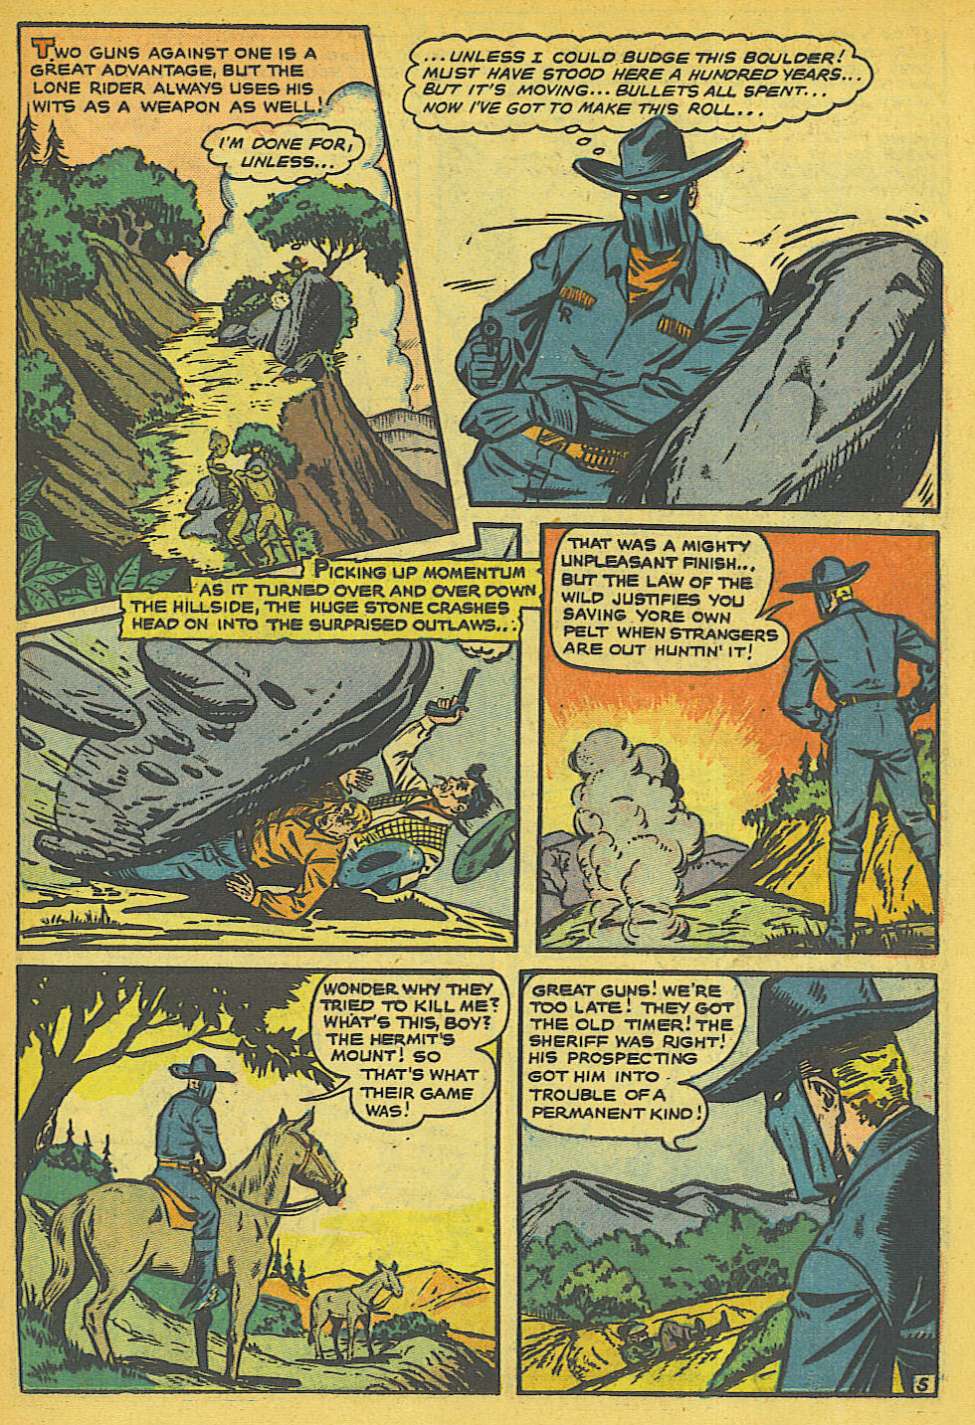 TWO GUNS AGAINST ONE IS A
GREAT ADVANTAGE, BUT THE
LONE RIDER ALWAYS USES HIS
WITS AS A WEAPON AS WELL!
I'M DONE FOR,
UNLESS...
...UNLESS I COULD BUDGE THIS BOULDER!
MUST HAVE STOOD HERE A HUNDRED YEARS...
BUT IT'S MOVING... BULLETS ALL SPENT...
NOW I'VE GOT TO MAKE THIS ROLL...
R
PICKING UP MOMENTUM
AS IT TURNED OVER AND OVER DOWN
THE HILLSIDE, THE HUGE STONE CRASHES
HEAD ON INTO THE SURPRISED OUTLAWS...
THAT WAS A MIGHTY
UNPLEASANT FINISH...
BUT THE LAW OF THE
WILD JUSTIFIES YOU
SAVING YORE OWN
PELT WHEN STRANGERS
ARE OUT HUNTIN' IT!
WONDER WHY THEY
TRIED TO KILL ME?
WHAT'S THIS, BOY?
THE HERMIT'S
MOUNT! SO
THAT'S WHAT
THEIR GAME
WAS!
GREAT GUNS! WE'RE
TOO LATE! THEY GOT
THE OLD TIMER! THE
SHERIFF WAS RIGHT!
HIS PROSPECTING
GOT HIM INTO
TROUBLE OF A
PERMANENT KIND!
5